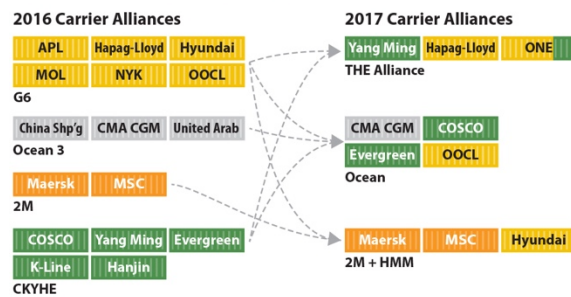 2016 Carrier Alliances
APL Hapag-Lloyd Hyundai
MOL NYK OOCL
G6
China Shp'g CMA CGM United Arab
Ocean 3
Maersk MSC
2M
COSCO Yang Ming Evergreen
K-Line Hanjin
CKYHE
2017 Carrier Alliances
Yang Ming Hapag-Lloyd ONE
THE Alliance
CMA CGM COSCO
Evergreen OOCL
Ocean
Maersk MSC Hyundai
2M + HMM